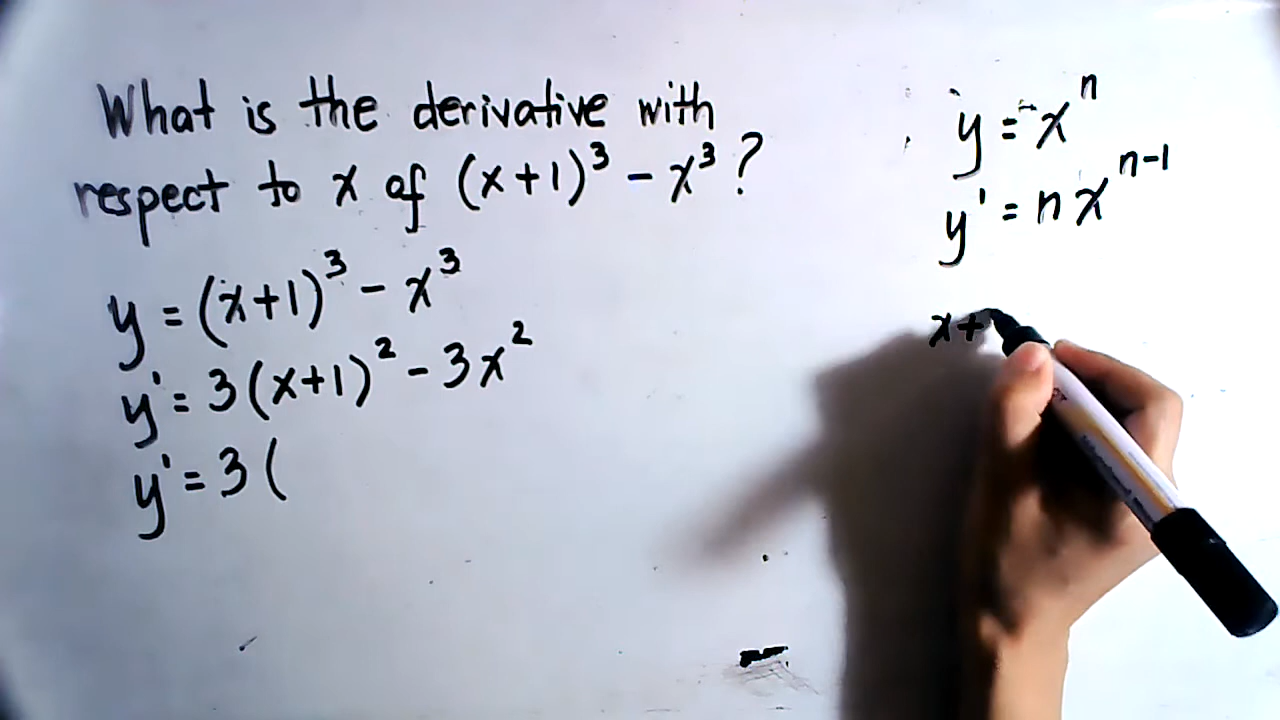 What is the derivative with
respect to x of (x+1)³ - x³?
y = (x+1)³ - x³
y' = 3(x+1)² - 3x²
y' = 3(
y = xⁿ
y' = nxⁿ⁻¹
x+